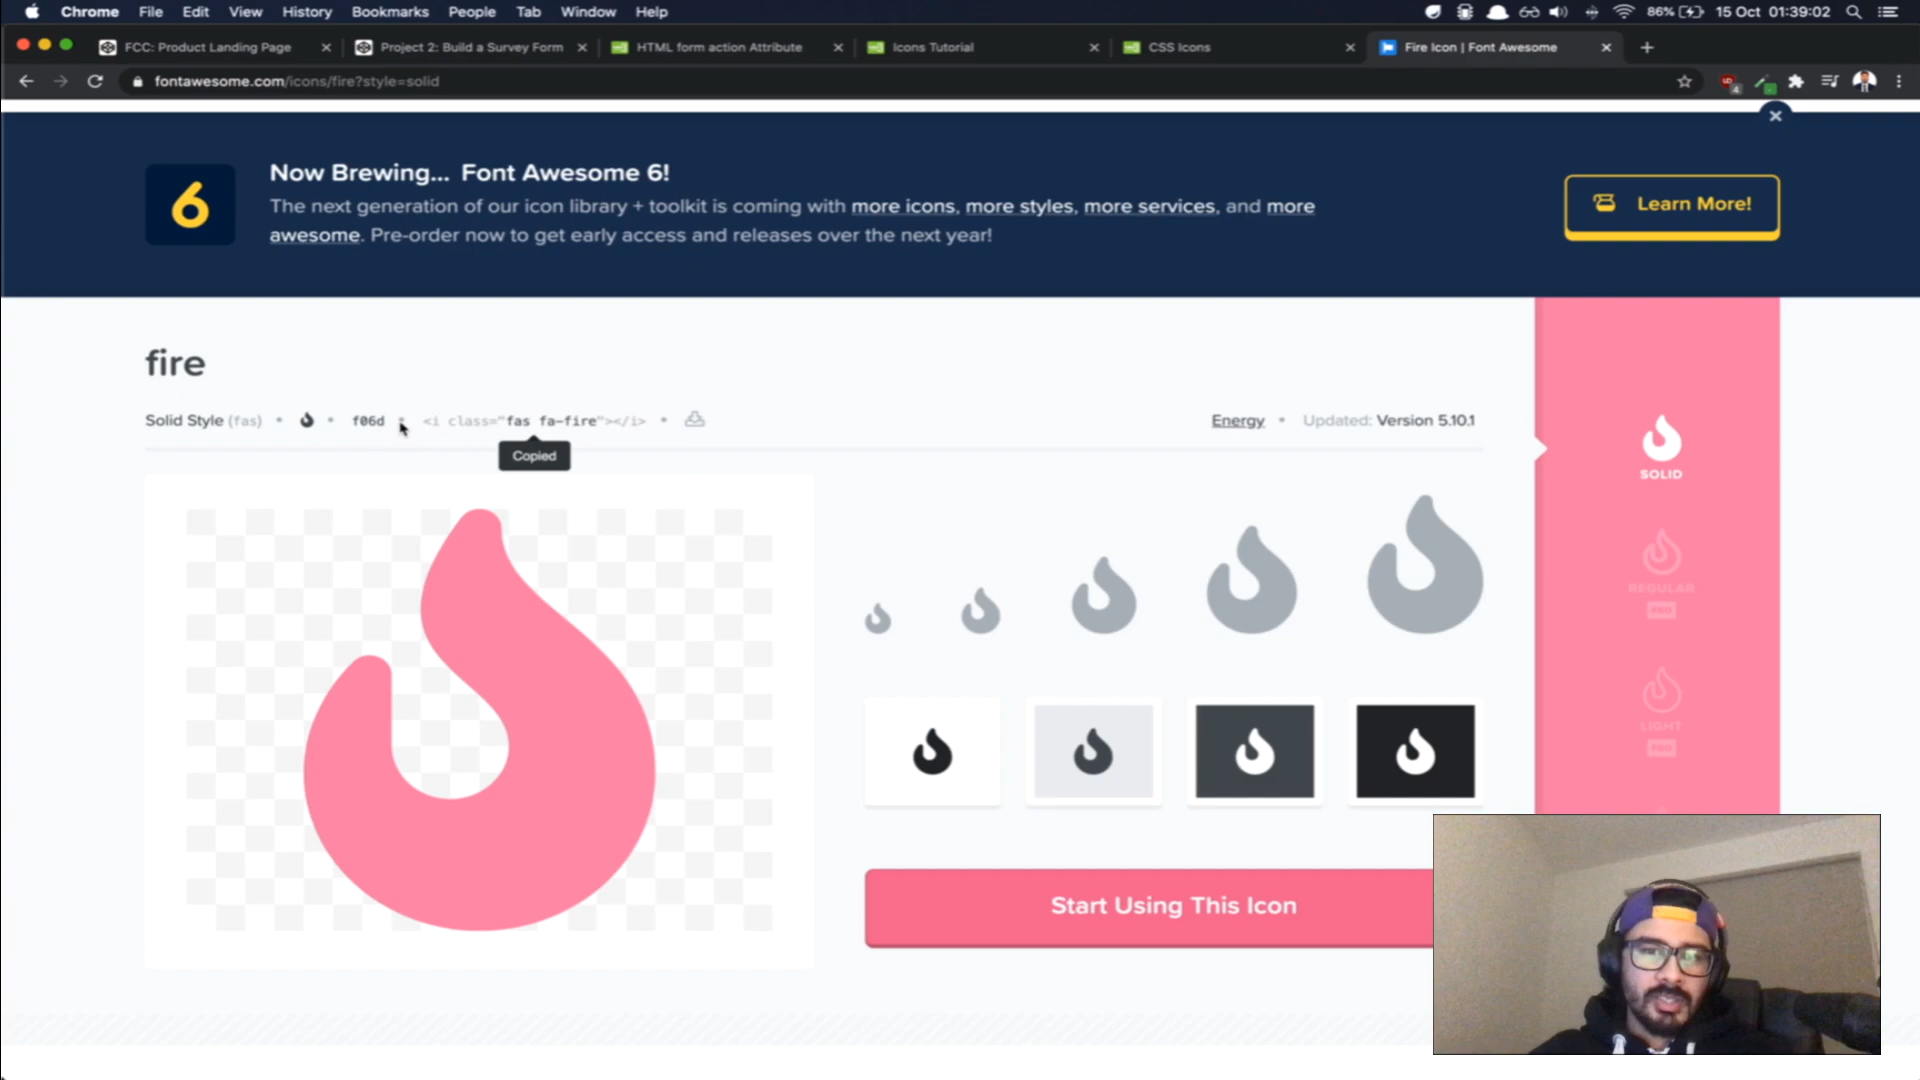 Chrome File Edit View History Bookmarks People Tab Window Help 86% 15 Oct 01:39:02
FCC: Product Landing Page Project 2: Build a Survey Form HTML form action Attribute Icons Tutorial CSS Icons Fire Icon | Font Awesome
fontawesome.com/icons/fire?style=solid
6
Now Brewing... Font Awesome 6!
The next generation of our icon library + toolkit is coming with more icons, more styles, more services, and more
awesome. Pre-order now to get early access and releases over the next year!
Learn More!
fire
Solid Style (fas) • • f06d • <i class="fas fa-fire"></i> • Energy • Updated: Version 5.10.1
Copied
SOLID
REGULAR
PRO
LIGHT
PRO
Start Using This Icon